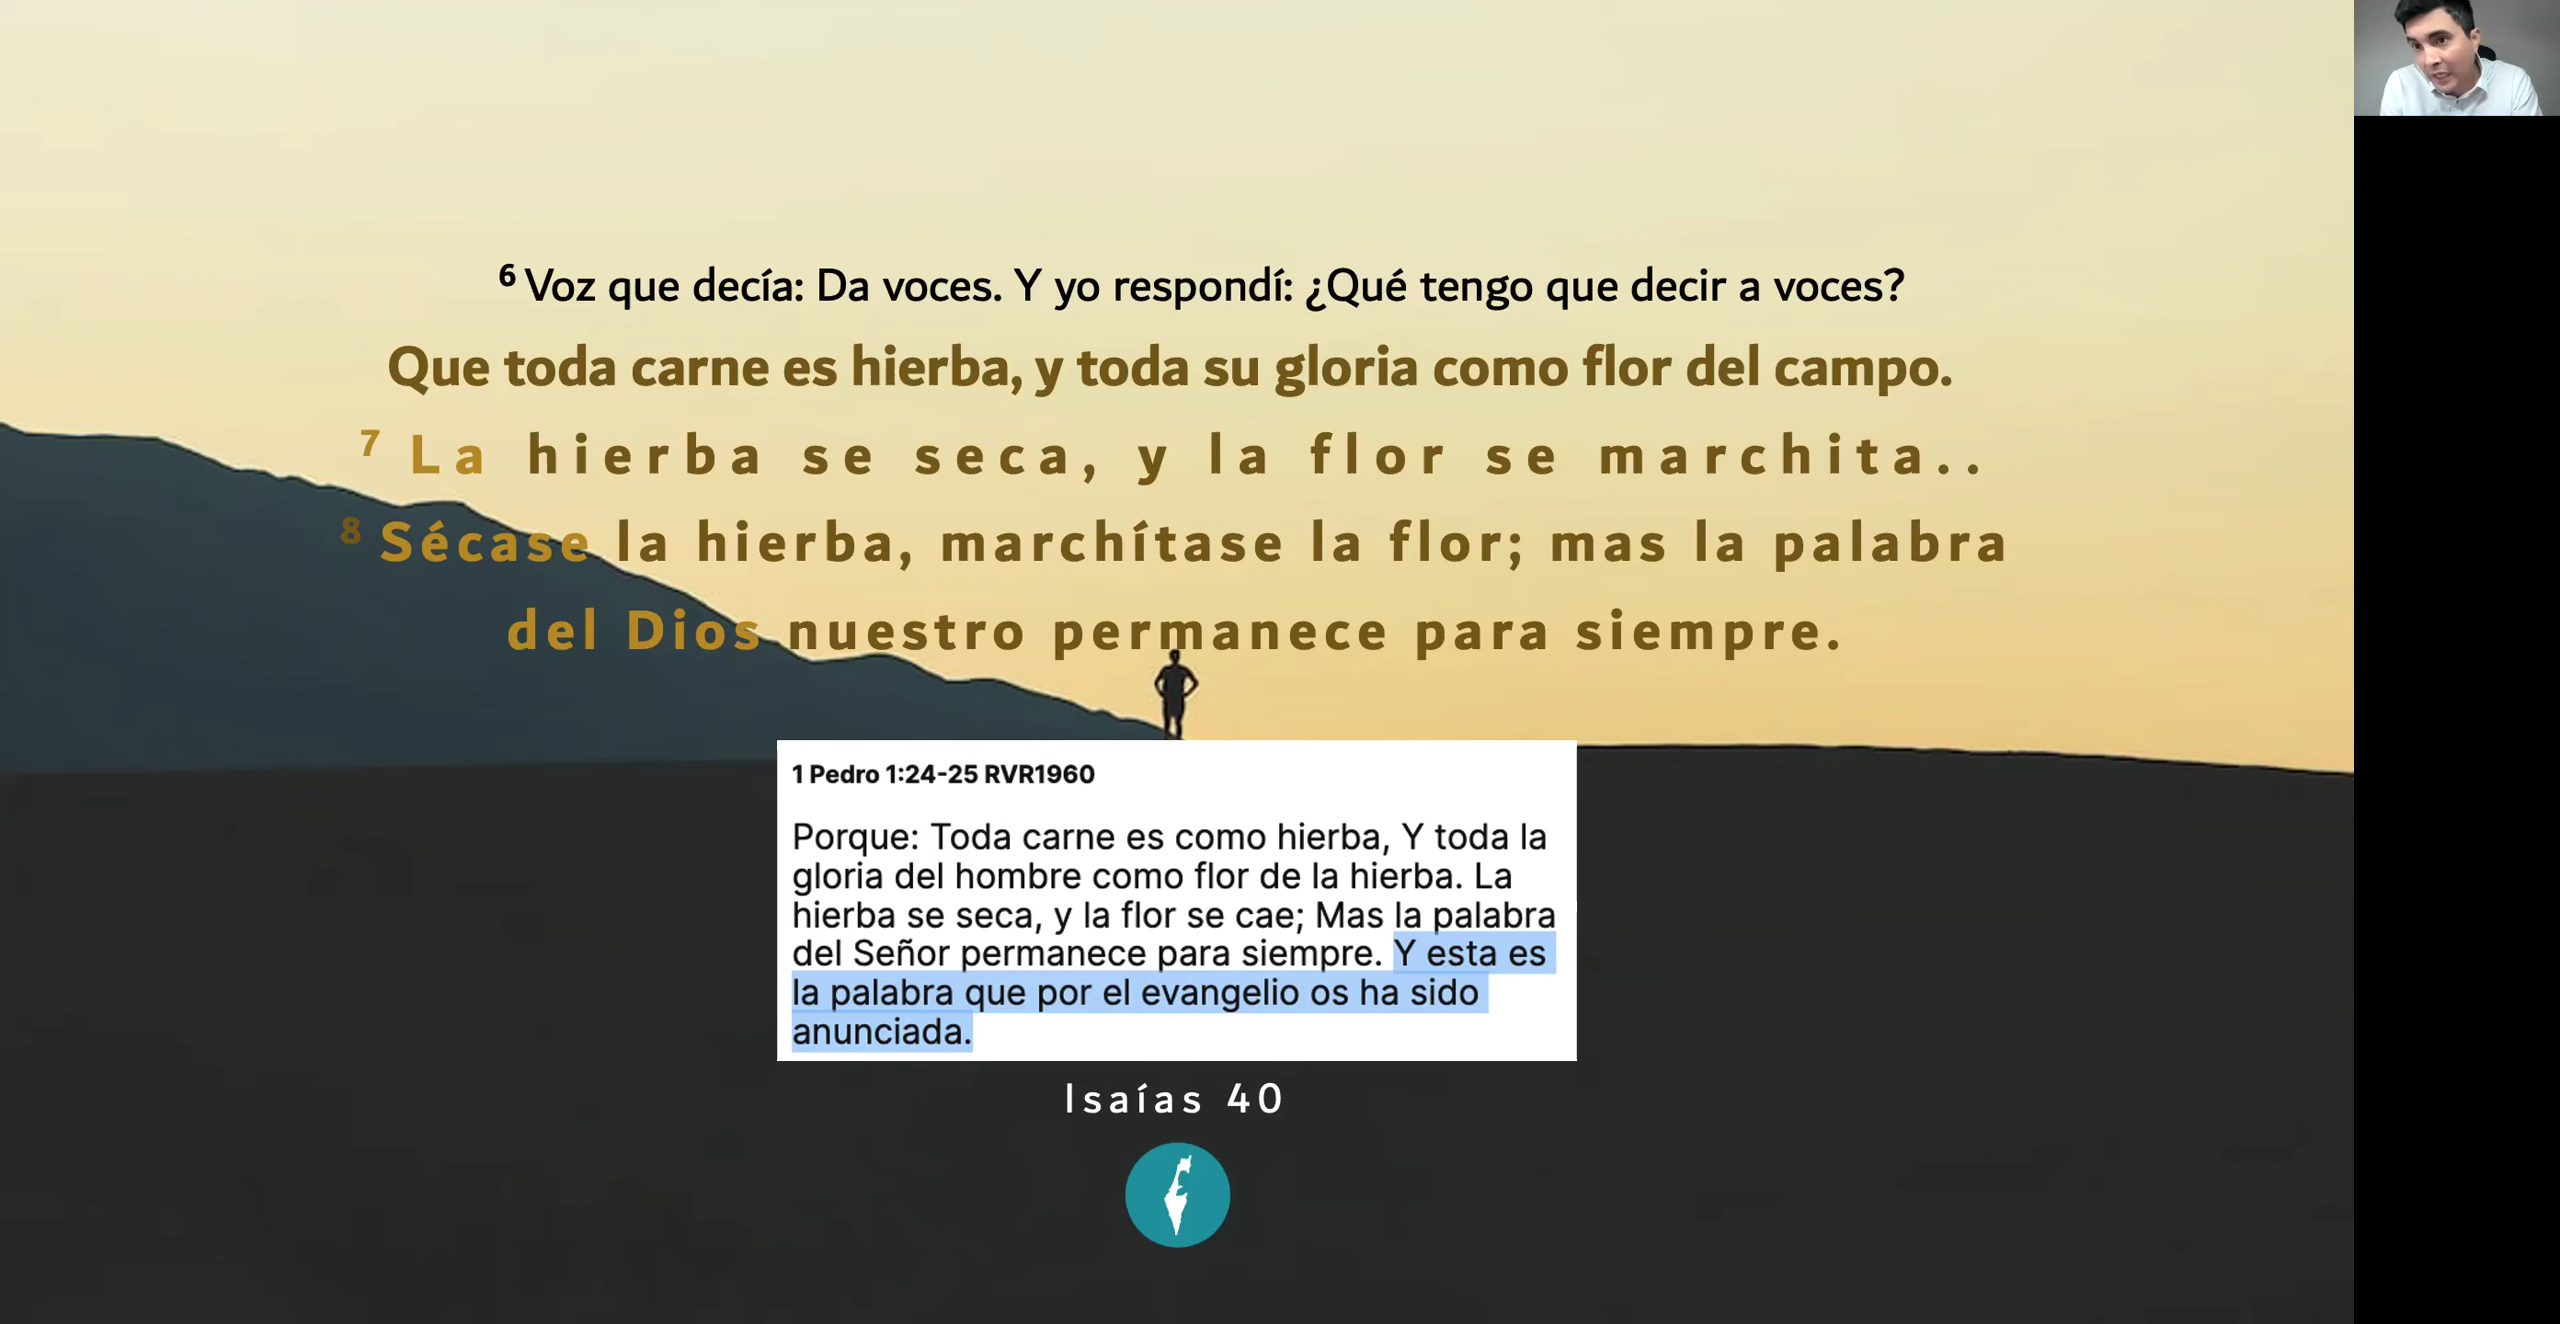 6 Voz que decía: Da voces. Y yo respondí: ¿Qué tengo que decir a voces?
Que toda carne es hierba, y toda su gloria como flor del campo.
7 La hierba se seca, y la flor se marchita..
8 Sécase la hierba, marchítase la flor; mas la palabra
del Dios nuestro permanece para siempre.
1 Pedro 1:24-25 RVR1960
Porque: Toda carne es como hierba, Y toda la
gloria del hombre como flor de la hierba. La
hierba se seca, y la flor se cae; Mas la palabra
del Señor permanece para siempre. Y esta es
la palabra que por el evangelio os ha sido
anunciada.
Isaías 40